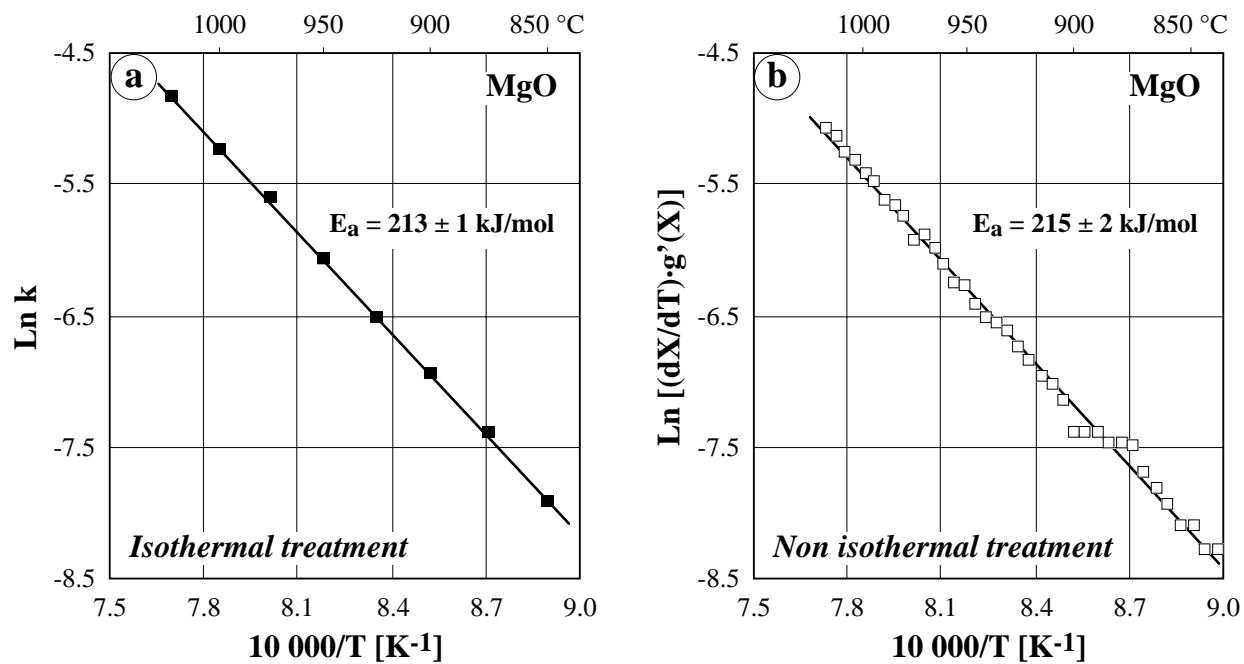 1000 950 900 850 °C
-4.5
-5.5
-6.5
-7.5
-8.5
Ln k
a
MgO
Eₐ = 213 ± 1 kJ/mol
Isothermal treatment
7.5 7.8 8.1 8.4 8.7 9.0
10 000/T [K⁻¹]
1000 950 900 850 °C
-4.5
-5.5
-6.5
-7.5
-8.5
Ln [(dX/dT)·g’(X)]
b
MgO
Eₐ = 215 ± 2 kJ/mol
Non isothermal treatment
7.5 7.8 8.1 8.4 8.7 9.0
10 000/T [K⁻¹]